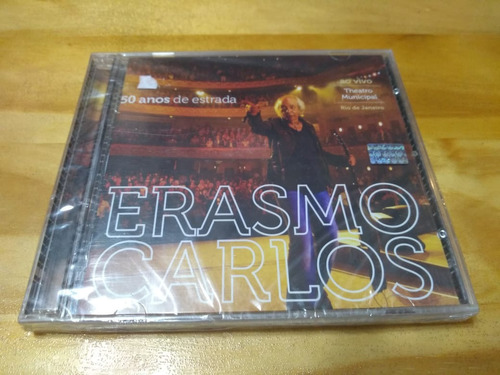 50 anos de estrada
AO VIVO
Theatro
Municipal
Rio de Janeiro
ERASMO
CARLOS